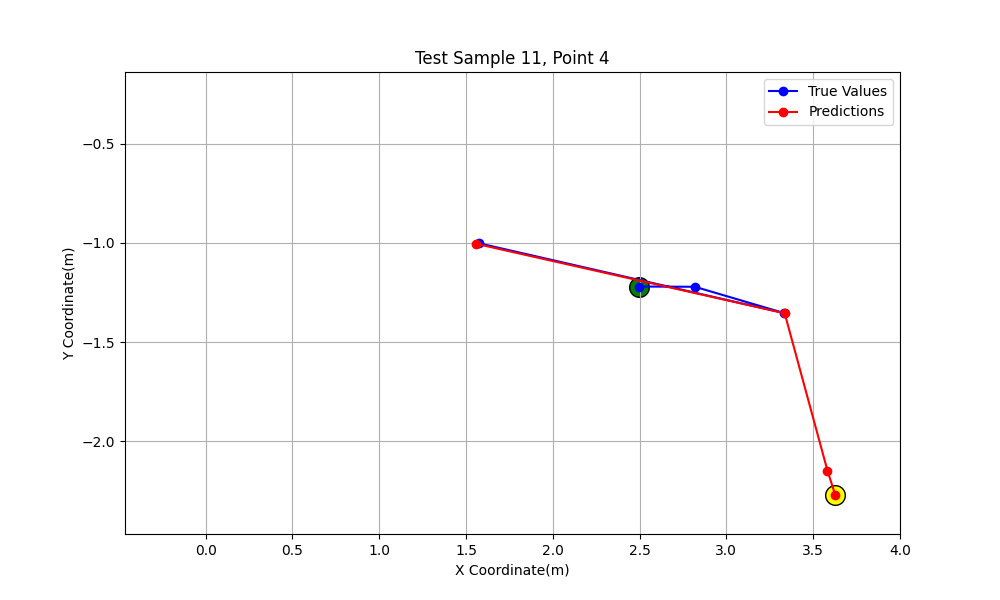 Test Sample 11, Point 4
True Values
Predictions
−0.5
−1.0
−1.5
−2.0
Y Coordinate(m)
0.0 0.5 1.0 1.5 2.0 2.5 3.0 3.5 4.0
X Coordinate(m)